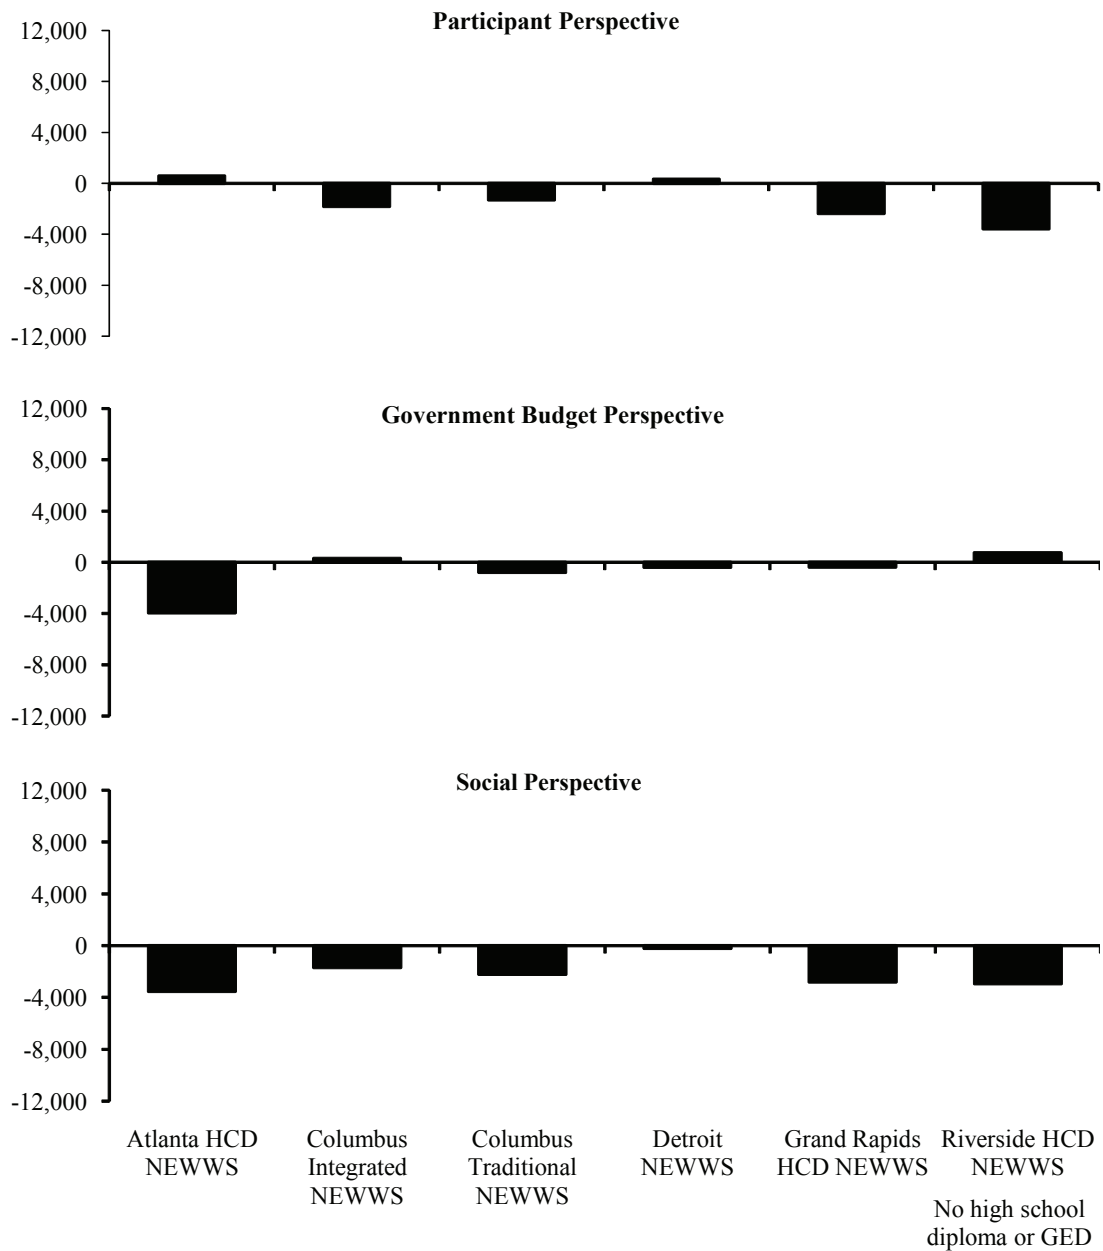 Participant Perspective
12,000
8,000
4,000
0
-4,000
-8,000
-12,000
Government Budget Perspective
12,000
8,000
4,000
0
-4,000
-8,000
-12,000
Social Perspective
12,000
8,000
4,000
0
-4,000
-8,000
-12,000
Atlanta HCD
NEWWS
Columbus
Integrated
NEWWS
Columbus
Traditional
NEWWS
Detroit
NEWWS
Grand Rapids
HCD NEWWS
Riverside HCD
NEWWS
No high school
diploma or GED